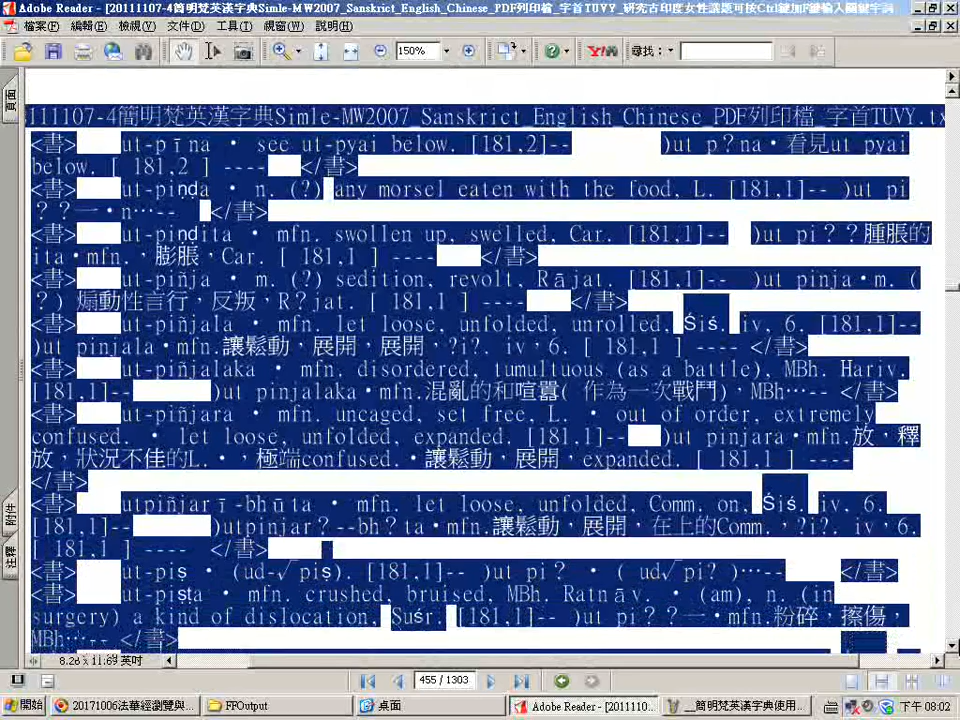 Adobe Reader - [20111107-4簡明梵英漢字典Simle-MW2007_Sanskrict_English_Chinese_PDF列印檔_字首TUVY_研究古印度女性議題可按Ctrl鍵加F鍵輸入關鍵字詞
檔案(F) 編輯(E) 檢視(V) 文件(D) 工具(T) 視窗(W) 說明(H)
150% Y! 尋找:
頁面
111107-4簡明梵英漢字典Simle-MW2007_Sanskrict_English_Chinese_PDF列印檔_字首TUVY.tx
<書> ut-pīna • see ut-pyai below. [181,2]-- )ut p?na•看見ut pyai
below. [ 181,2 ] ---- </書>
<書> ut-piṇḍa • n. (?) any morsel eaten with the food, L. [181,1]-- )ut pi
??一•n…-- </書>
<書> ut-piṇḍita • mfn. swollen up, swelled, Car. [181,1]-- )ut pi??腫脹的
ita•mfn.,膨脹,Car. [ 181,1 ] ---- </書>
<書> ut-piñja • m. (?) sedition, revolt, Rājat. [181,1]-- )ut pinja•m. (
?) 煽動性言行,反叛,R?jat. [ 181,1 ] ---- </書>
<書> ut-piñjala • mfn. let loose, unfolded, unrolled, Śiś. iv, 6. [181,1]--
)ut pinjala•mfn.讓鬆動,展開,展開,?i?. iv,6. [ 181,1 ] ---- </書>
<書> ut-piñjalaka • mfn. disordered, tumultuous (as a battle), MBh. Hariv.
[181,1]-- )ut pinjalaka•mfn.混亂的和喧囂( 作為一次戰鬥), MBh…-- </書>
<書> ut-piñjara • mfn. uncaged, set free, L. • out of order, extremely
confused. • let loose, unfolded, expanded. [181,1]-- )ut pinjara•mfn.放,釋
放,狀況不佳的L.•,極端confused.•讓鬆動,展開,expanded. [ 181,1 ] ----
</書>
<書> utpiñjarī-bhūta • mfn. let loose, unfolded Comm. on, Śiś. iv, 6.
[181,1]-- )utpinjar?--bh?ta•mfn.讓鬆動,展開,在上的Comm.,?i?. iv,6.
[ 181,1 ] ---- </書>
<書> ut-piṣ • (ud-√piṣ). [181,1]-- )ut pi? • ( ud√pi? )…-- </書>
<書> ut-piṣṭa • mfn. crushed, bruised, MBh. Ratnāv. • (am), n. (in
surgery) a kind of dislocation, Suśr. [181,1]-- )ut pi??一•mfn.粉碎,擦傷,
MBh…-- </書>
附件
注釋
8.26 x 11.69 英吋
455 / 1303
開始 20171006法華經瀏覽與... FFOutput 桌面 Adobe Reader - [2011110... __簡明梵英漢字典使用... 下午 08:02